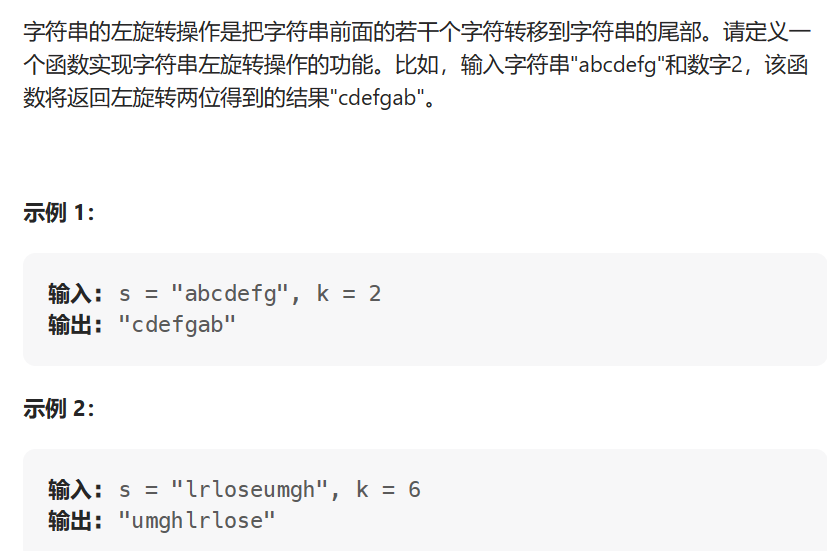 字符串的左旋转操作是把字符串前面的若干个字符转移到字符串的尾部。请定义一
个函数实现字符串左旋转操作的功能。比如，输入字符串"abcdefg"和数字2，该函
数将返回左旋转两位得到的结果"cdefgab"。
示例 1：
输入: s = "abcdefg", k = 2
输出: "cdefgab"
示例 2：
输入: s = "lrloseumgh", k = 6
输出: "umghlrlose"